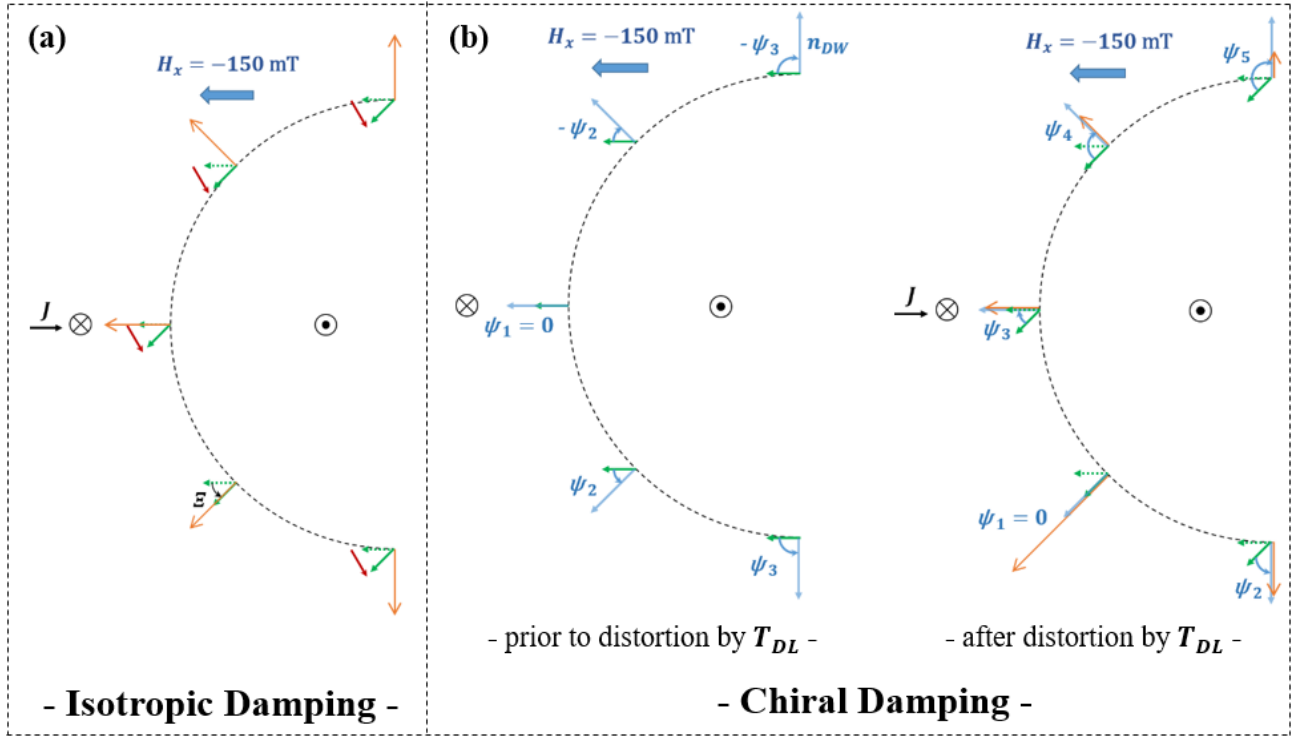 (a)
H_x = −150 mT
J
Ξ
- Isotropic Damping -
(b)
H_x = −150 mT
- ψ_3
n_DW
- ψ_2
ψ_1 = 0
ψ_2
ψ_3
- prior to distortion by T_DL -
H_x = −150 mT
ψ_5
ψ_4
J
ψ_3
ψ_1 = 0
ψ_2
- after distortion by T_DL -
- Chiral Damping -